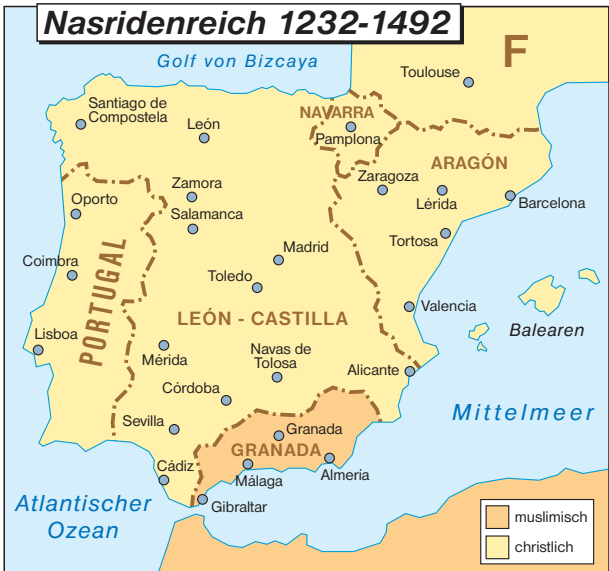 Nasridenreich 1232-1492
Golf von Bizcaya
F
Toulouse
Santiago de
Compostela
León
NAVARRA
Pamplona
ARAGÓN
Zaragoza
Lérida
Barcelona
Zamora
Salamanca
Oporto
Tortosa
Madrid
Coimbra
Toledo
PORTUGAL
Valencia
LEÓN - CASTILLA
Balearen
Lisboa
Mérida
Navas de
Tolosa
Alicante
Córdoba
Mittelmeer
Sevilla
Granada
GRANADA
Cádiz
Málaga
Almeria
Gibraltar
Atlantischer
Ozean
muslimisch
christlich